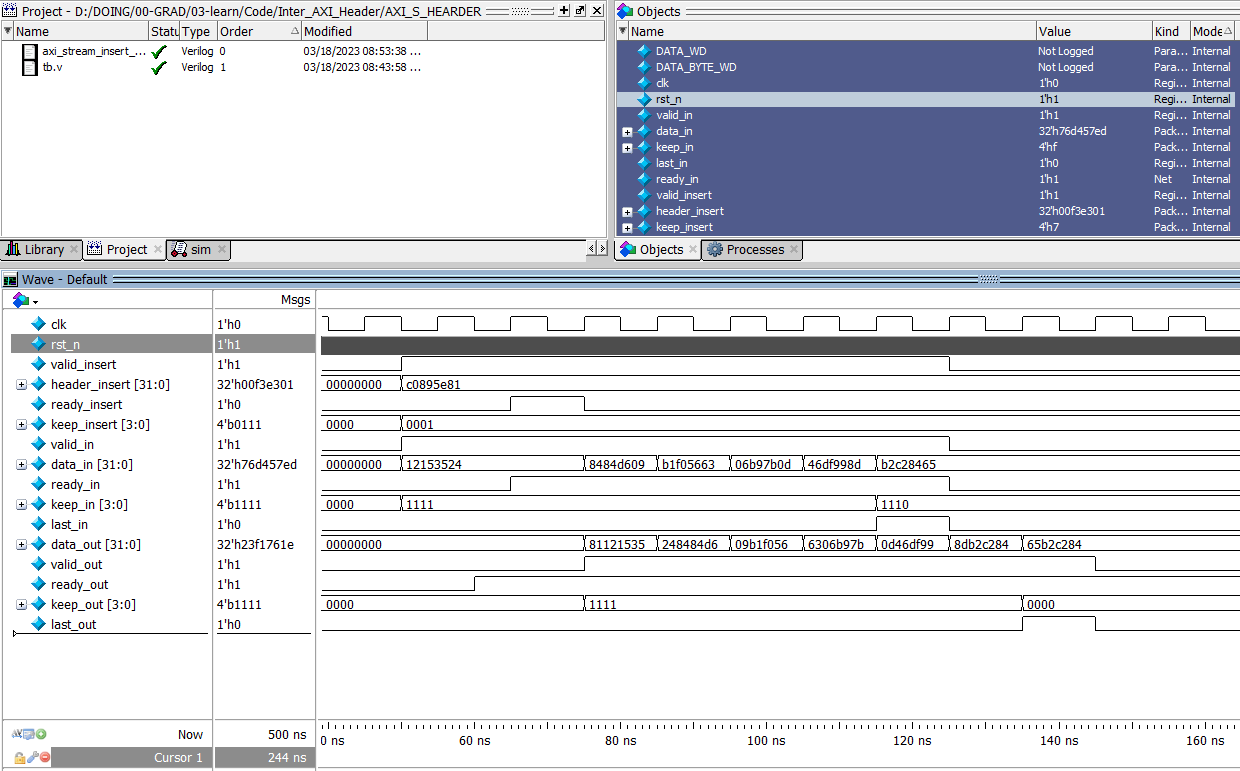 Project - D:/DOING/00-GRAD/03-learn/Code/Inter_AXI_Header/AXI_S_HEARDER
Name Statu Type Order Modified
axi_stream_insert_... Verilog 0 03/18/2023 08:53:38 ...
tb.v Verilog 1 03/18/2023 08:43:58 ...
Library Project sim
Objects
Name Value Kind Mode
DATA_WD Not Logged Para... Internal
DATA_BYTE_WD Not Logged Para... Internal
clk 1'h0 Regi... Internal
rst_n 1'h1 Regi... Internal
valid_in 1'h1 Regi... Internal
data_in 32'h76d457ed Pack... Internal
keep_in 4'hf Pack... Internal
last_in 1'h0 Regi... Internal
ready_in 1'h1 Net Internal
valid_insert 1'h1 Regi... Internal
header_insert 32'h00f3e301 Pack... Internal
keep_insert 4'h7 Pack... Internal
Objects Processes
Wave - Default
Msgs
clk 1'h0
rst_n 1'h1
valid_insert 1'h1
header_insert [31:0] 32'h00f3e301 00000000 c0895e81
ready_insert 1'h0
keep_insert [3:0] 4'b0111 0000 0001
valid_in 1'h1
data_in [31:0] 32'h76d457ed 00000000 12153524 8484d609 b1f05663 06b97b0d 46df998d b2c28465
ready_in 1'h1
keep_in [3:0] 4'b1111 0000 1111 1110
last_in 1'h0
data_out [31:0] 32'h23f1761e 00000000 81121535 248484d6 09b1f056 6306b97b 0d46df99 8db2c284 65b2c284
valid_out 1'h1
ready_out 1'h1
keep_out [3:0] 4'b1111 0000 1111 0000
last_out 1'h0
Now 500 ns 0 ns 60 ns 80 ns 100 ns 120 ns 140 ns 160 ns
Cursor 1 244 ns